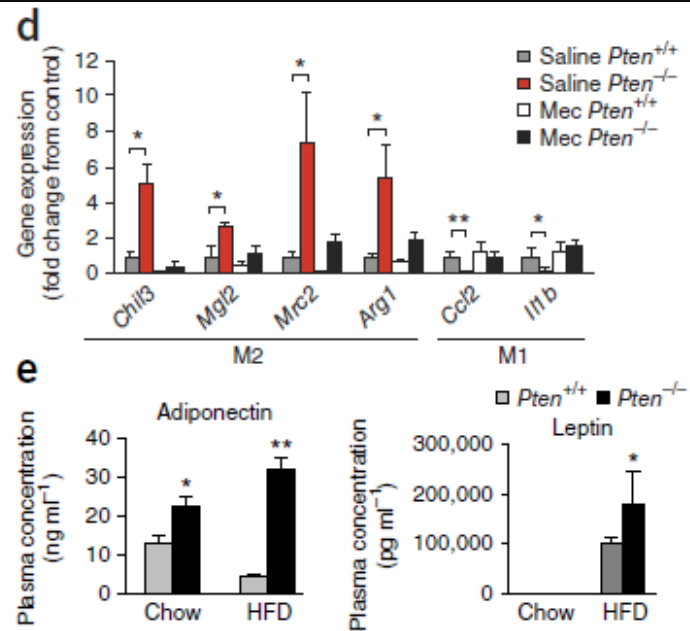 d
Gene expression
(fold change from control)
12
10
8
6
4
2
0
*
*
*
*
**
*
Saline Pten+/+
Saline Pten−/−
Mec Pten+/+
Mec Pten−/−
Chil3
Mgl2
Mrc2
Arg1
Ccl2
Il1b
M2
M1
e
Pten+/+ Pten−/−
Adiponectin
Plasma concentration
(ng ml−1)
40
30
20
10
0
*
**
Chow
HFD
Leptin
Plasma concentration
(pg ml−1)
300,000
200,000
100,000
0
*
Chow
HFD